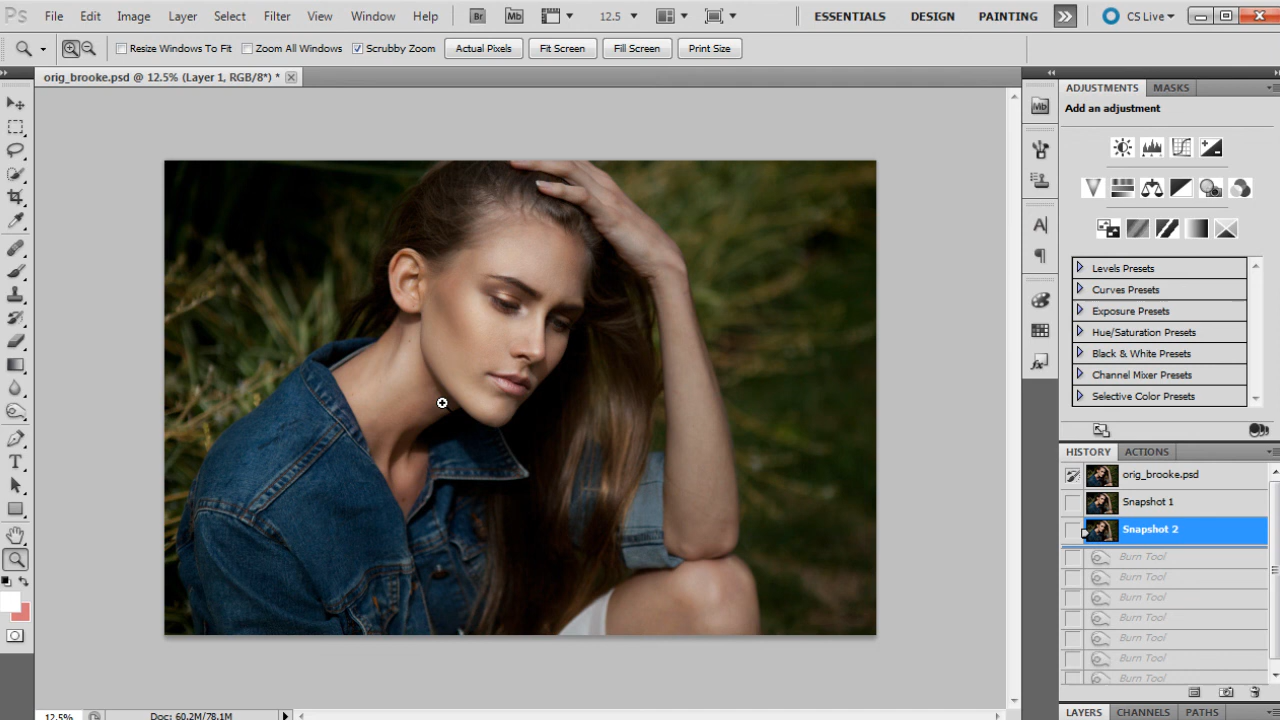 Ps File Edit Image Layer Select Filter View Window Help Br Mb 12.5 ESSENTIALS DESIGN PAINTING CS Live
Resize Windows To Fit Zoom All Windows Scrubby Zoom Actual Pixels Fit Screen Fill Screen Print Size
orig_brooke.psd @ 12.5% (Layer 1, RGB/8*) *
ADJUSTMENTS MASKS
Mb
Add an adjustment
A
T
Levels Presets
Curves Presets
Exposure Presets
Hue/Saturation Presets
Black & White Presets
Channel Mixer Presets
Selective Color Presets
HISTORY ACTIONS
orig_brooke.psd
Snapshot 1
Snapshot 2
Burn Tool
Burn Tool
Burn Tool
Burn Tool
Burn Tool
Burn Tool
Burn Tool
LAYERS CHANNELS PATHS
12.5% Doc: 60.2M/78.1M